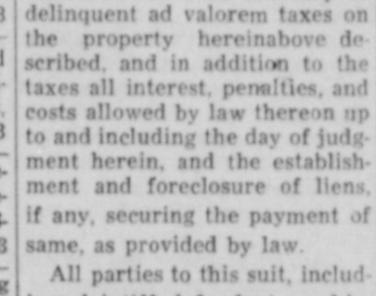 delinquent ad valorem taxes on
the property hereinabove de-
scribed, and in addition to the
taxes all interest, penalties, and
costs allowed by law thereon up
to and including the day of judg-
ment herein, and the establish-
ment and foreclosure of liens,
if any, securing the payment of
same, as provided by law.
All parties to this suit, includ-